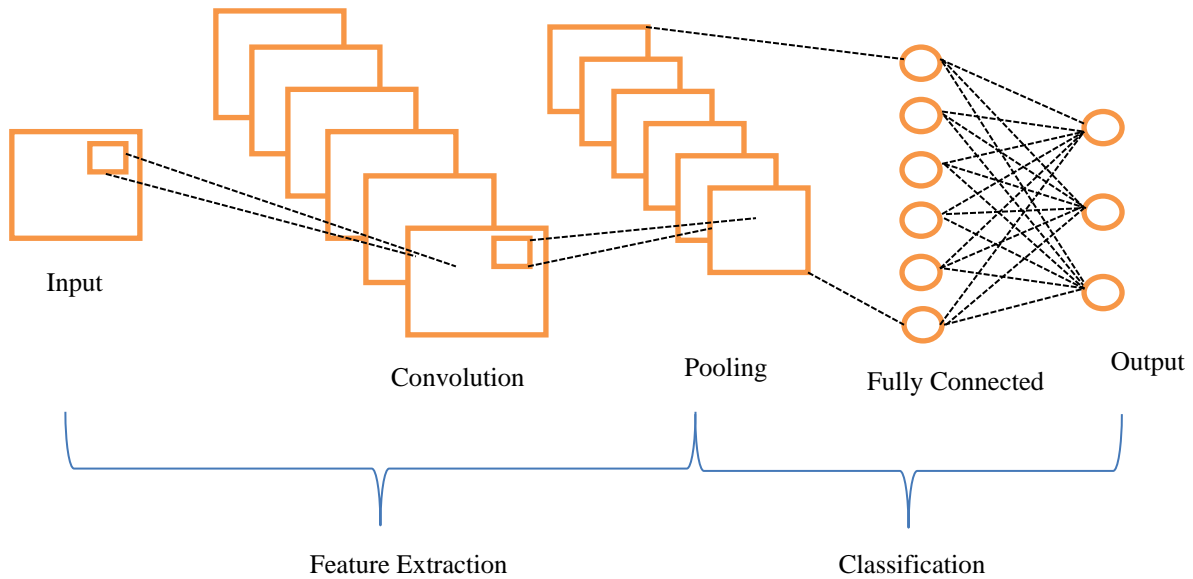 Input
Convolution
Pooling
Fully Connected
Output
Feature Extraction
Classification